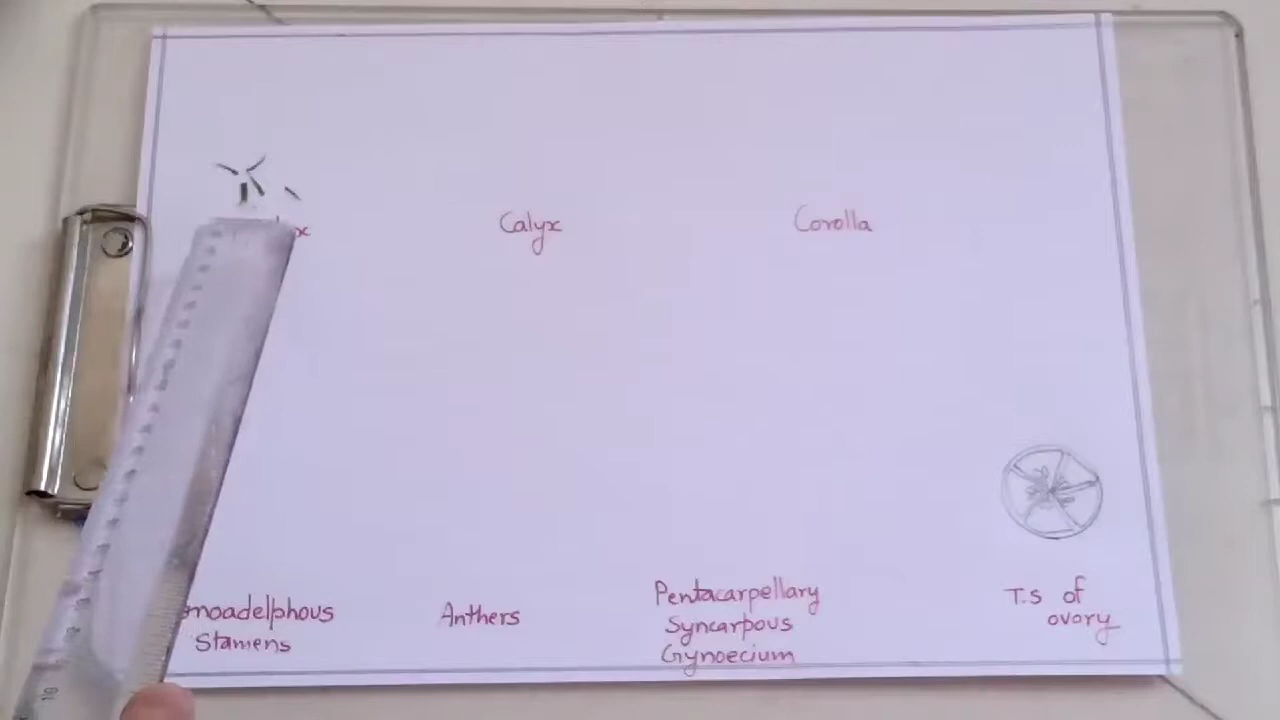 Calyx
Corolla
Stamens
Anthers
Pentacarpellary
Syncarpous
Gynoecium
T.S of
ovary